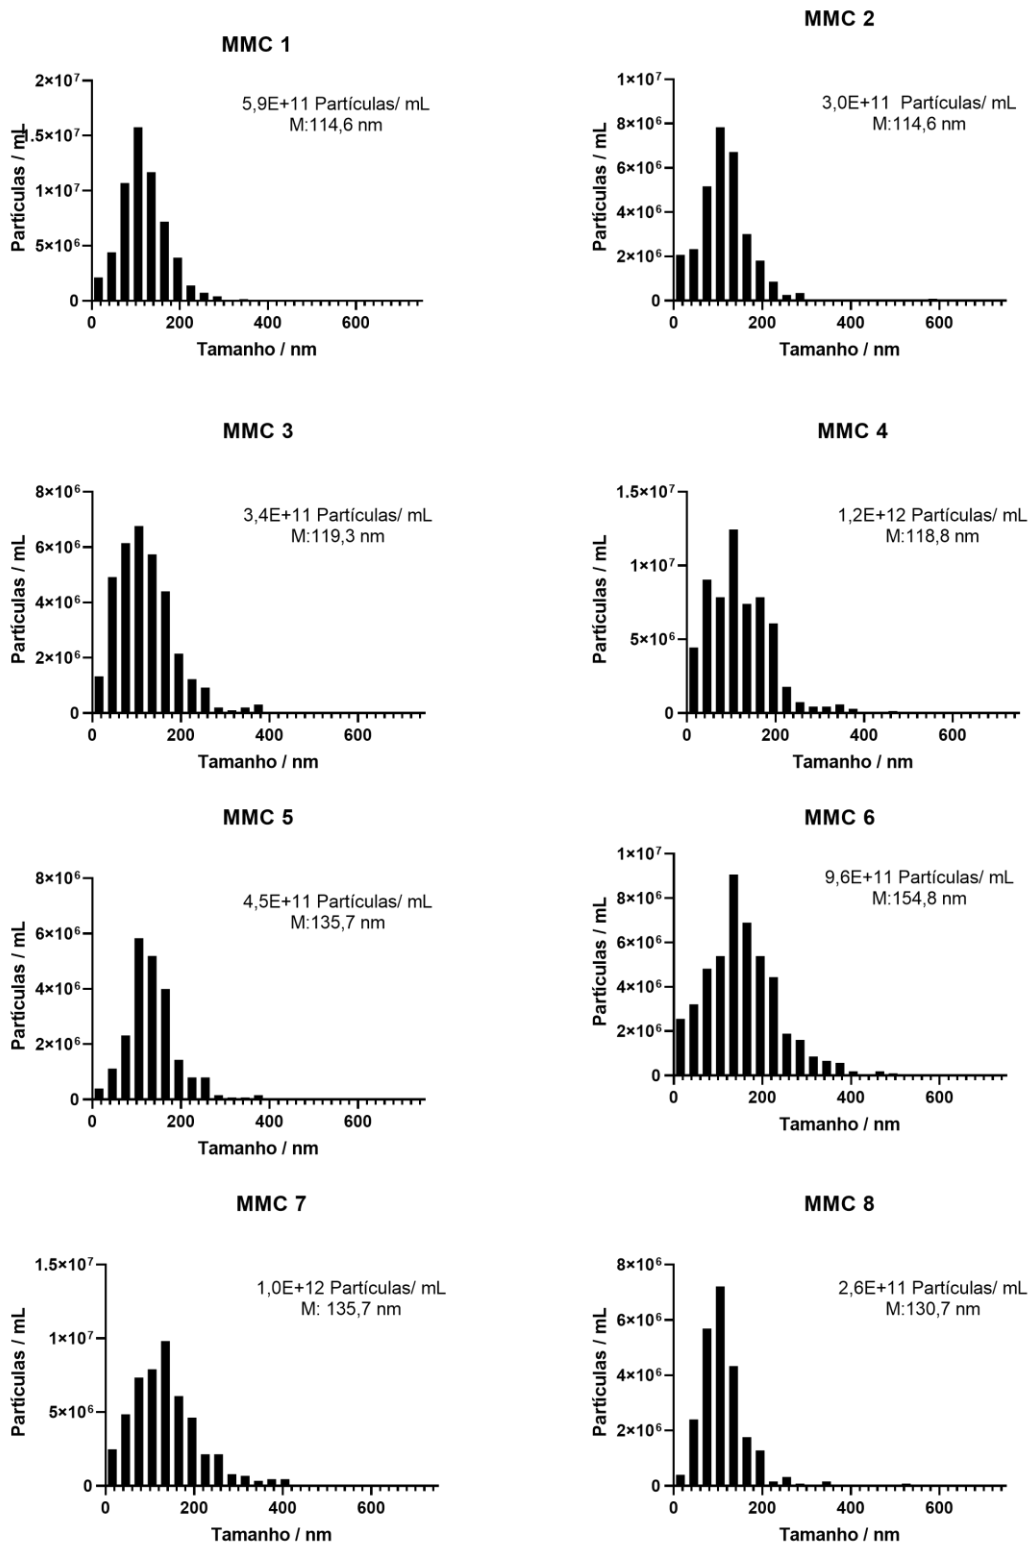 MMC 1
2×10⁷
1.5×10⁷
1×10⁷
5×10⁶
0
Partículas / mL
5,9E+11 Partículas/ mL
M:114,6 nm
0 200 400 600
Tamanho / nm
MMC 2
1×10⁷
8×10⁶
6×10⁶
4×10⁶
2×10⁶
0
Partículas / mL
3,0E+11 Partículas/ mL
M:114,6 nm
0 200 400 600
Tamanho / nm
MMC 3
8×10⁶
6×10⁶
4×10⁶
2×10⁶
0
Partículas / mL
3,4E+11 Partículas/ mL
M:119,3 nm
0 200 400 600
Tamanho / nm
MMC 4
1.5×10⁷
1×10⁷
5×10⁶
0
Partículas / mL
1,2E+12 Partículas/ mL
M:118,8 nm
0 200 400 600
Tamanho / nm
MMC 5
8×10⁶
6×10⁶
4×10⁶
2×10⁶
0
Partículas / mL
4,5E+11 Partículas/ mL
M:135,7 nm
0 200 400 600
Tamanho / nm
MMC 6
1×10⁷
8×10⁶
6×10⁶
4×10⁶
2×10⁶
0
Partículas / mL
9,6E+11 Partículas/ mL
M:154,8 nm
0 200 400 600
Tamanho / nm
MMC 7
1.5×10⁷
1×10⁷
5×10⁶
0
Partículas / mL
1,0E+12 Partículas/ mL
M: 135,7 nm
0 200 400 600
Tamanho / nm
MMC 8
8×10⁶
6×10⁶
4×10⁶
2×10⁶
0
Partículas / mL
2,6E+11 Partículas/ mL
M:130,7 nm
0 200 400 600
Tamanho / nm